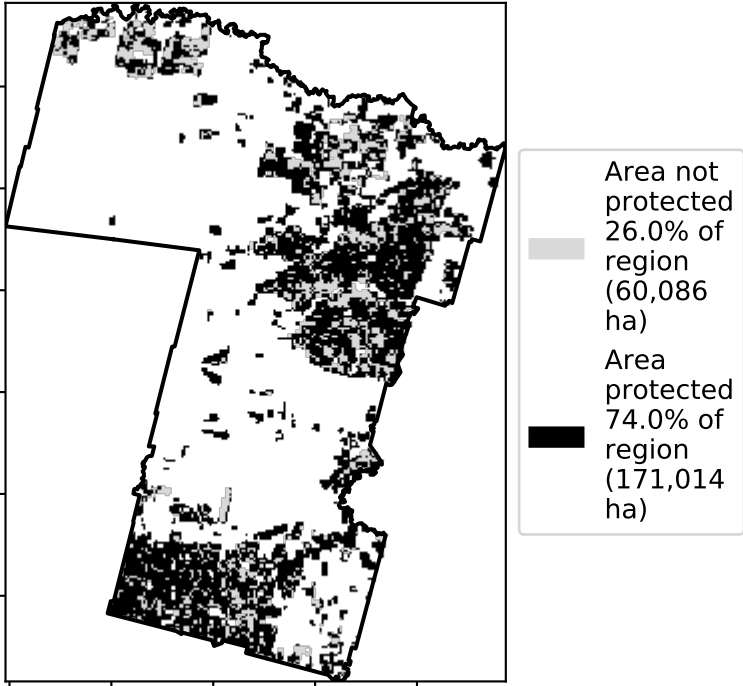 Area not
protected
26.0% of
region
(60,086
ha)
Area
protected
74.0% of
region
(171,014
ha)